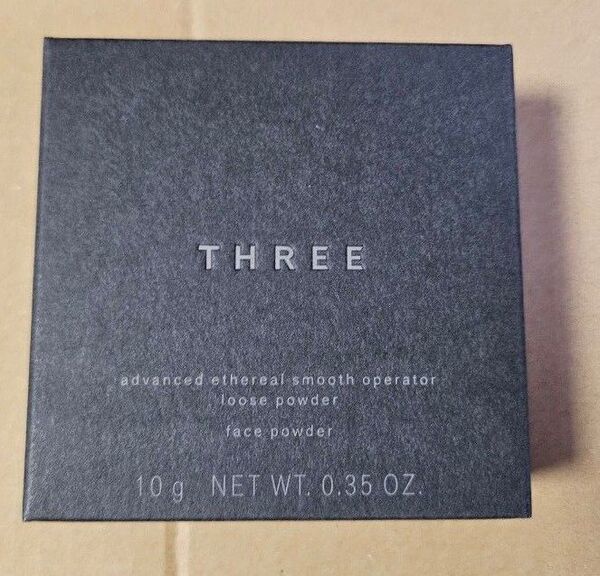 THREE
advanced ethereal smooth operator
loose powder
face powder
10 g NET WT. 0.35 OZ.